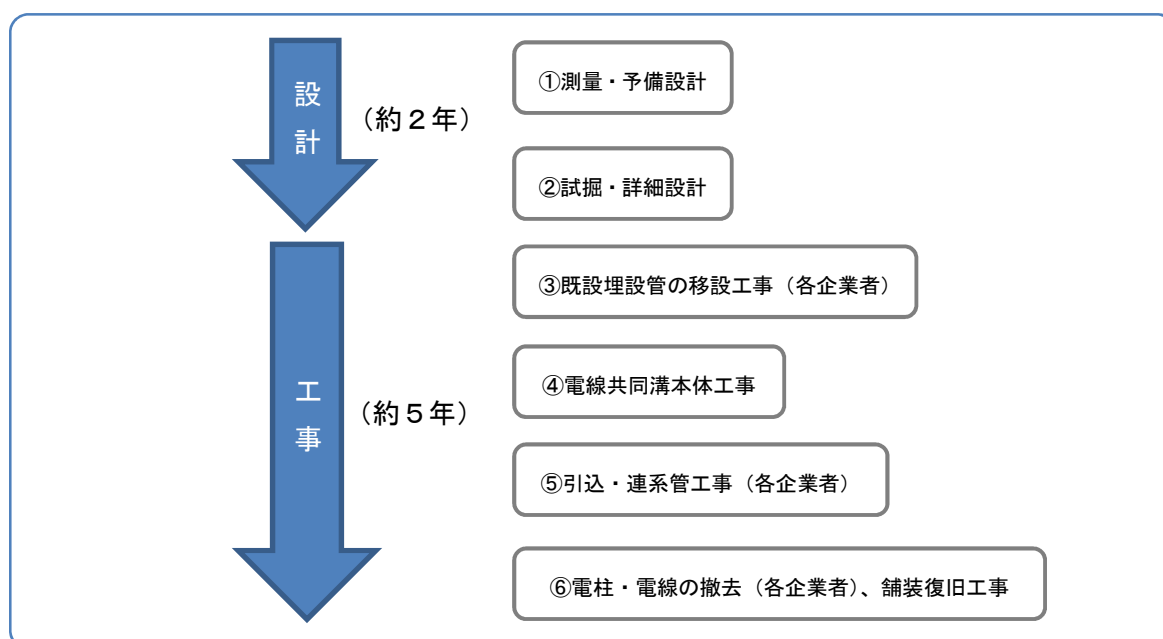 設計
（約２年）
①測量・予備設計
②試掘・詳細設計
工事
（約５年）
③既設埋設管の移設工事（各企業者）
④電線共同溝本体工事
⑤引込・連系管工事（各企業者）
⑥電柱・電線の撤去（各企業者）、舗装復旧工事